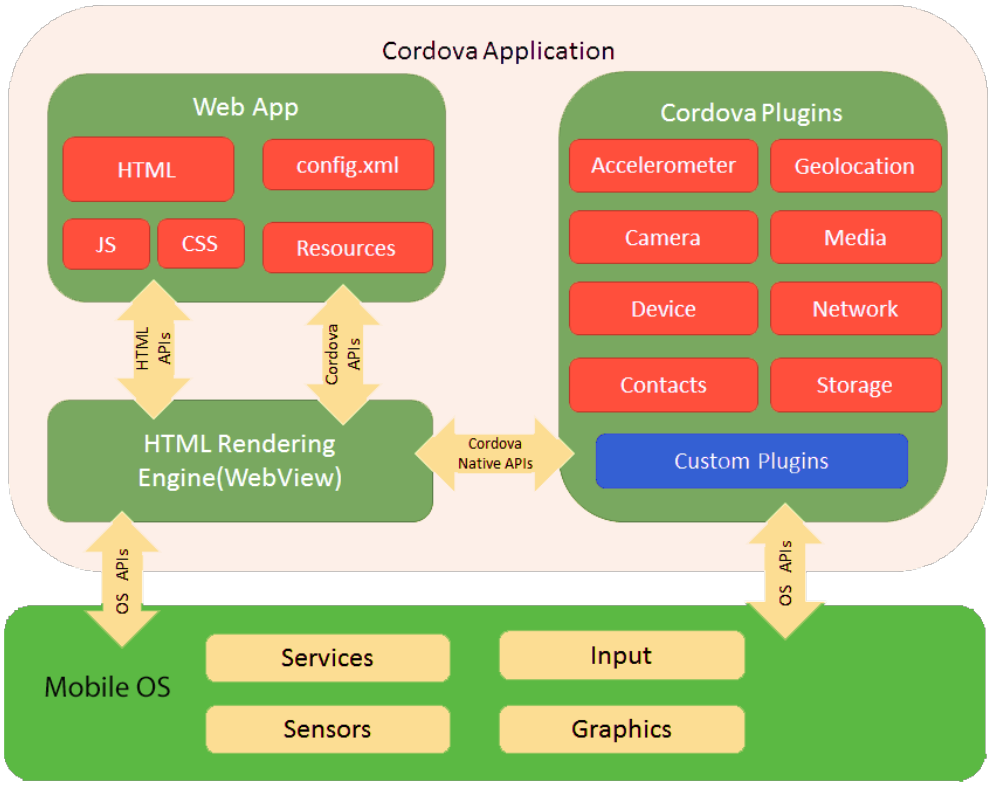 Cordova Application
Web App
HTML
config.xml
JS
CSS
Resources
HTML
APIs
Cordova
APIs
HTML Rendering
Engine(WebView)
Cordova
Native APIs
Cordova Plugins
Accelerometer
Geolocation
Camera
Media
Device
Network
Contacts
Storage
Custom Plugins
OS APIs
OS APIs
Mobile OS
Services
Input
Sensors
Graphics